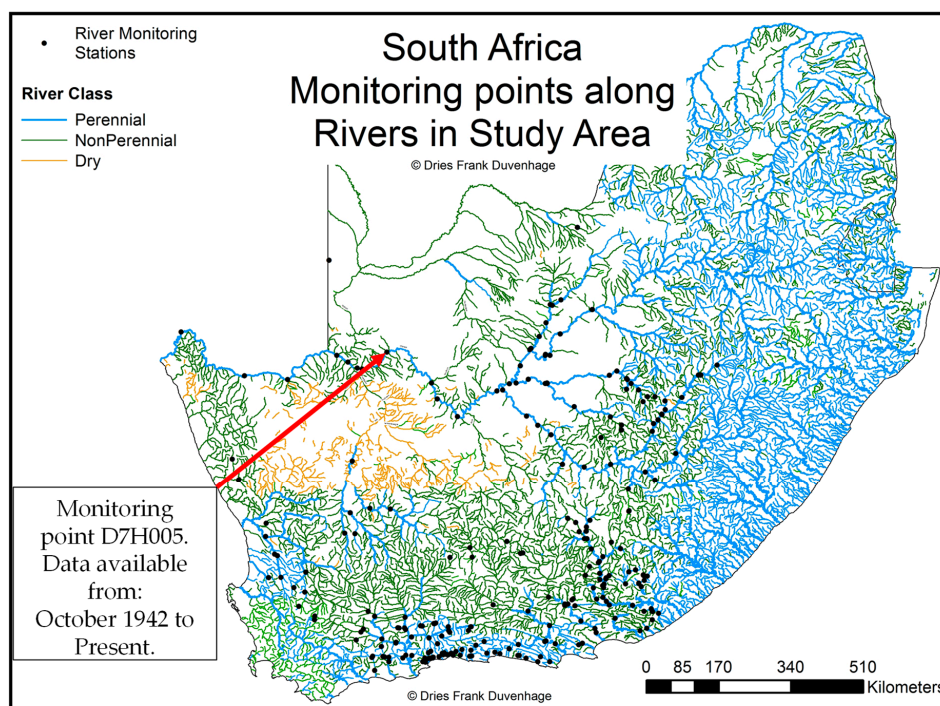 River Monitoring
Stations
River Class
Perennial
NonPerennial
Dry
South Africa
Monitoring points along
Rivers in Study Area
© Dries Frank Duvenhage
Monitoring
point D7H005.
Data available
from:
October 1942 to
Present.
0 85 170 340 510
Kilometers
© Dries Frank Duvenhage